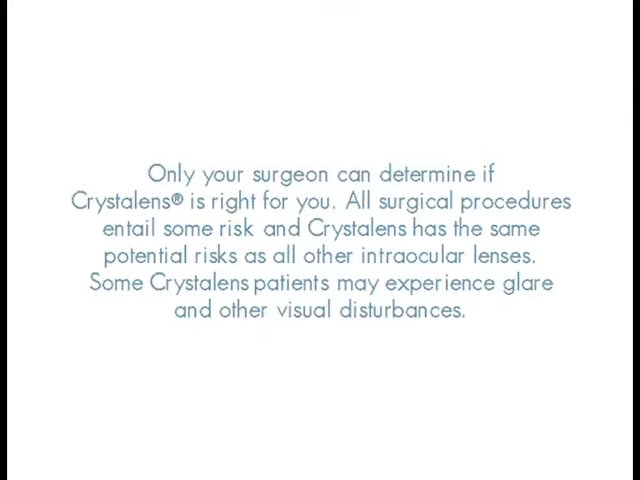 Only your surgeon can determine if
Crystalens® is right for you. All surgical procedures
entail some risk and Crystalens has the same
potential risks as all other intraocular lenses.
Some Crystalens patients may experience glare
and other visual disturbances.